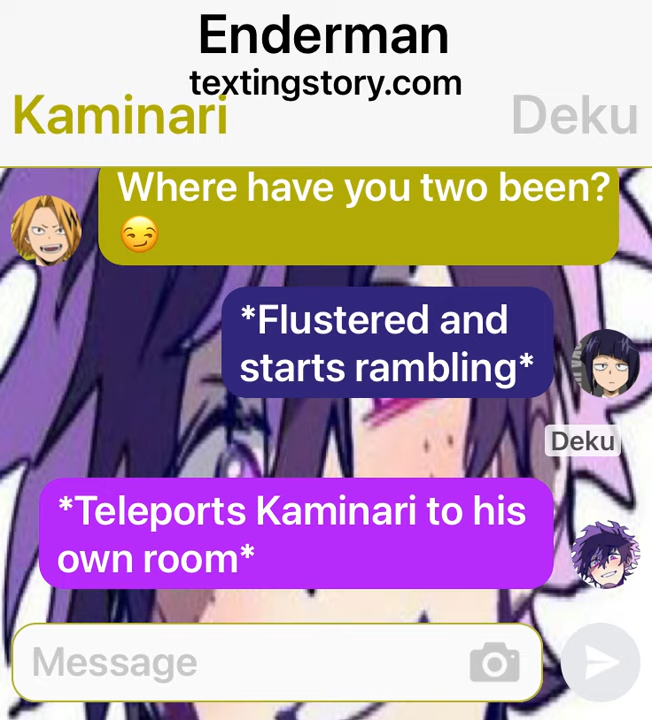 Enderman
textingstory.com
Kaminari
Deku
Where have you two been?
😏
*Flustered and
starts rambling*
Deku
*Teleports Kaminari to his
own room*
Message